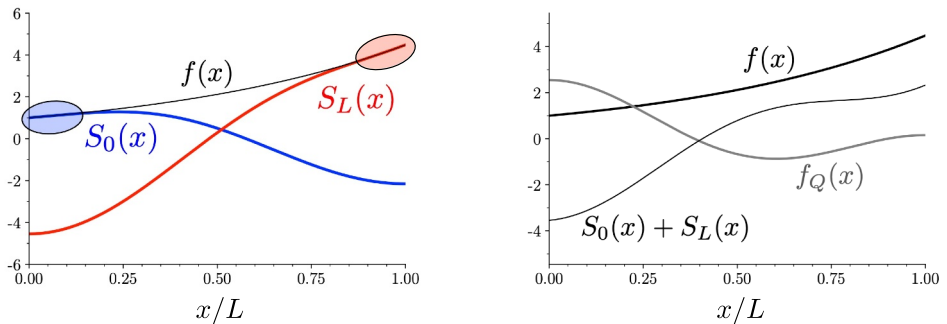 6
4
2
0
-2
-4
-6
0.00 0.25 0.50 0.75 1.00
x/L
f(x)
S_L(x)
S_0(x)
4
2
0
-2
-4
0.00 0.25 0.50 0.75 1.00
x/L
f(x)
f_Q(x)
S_0(x) + S_L(x)